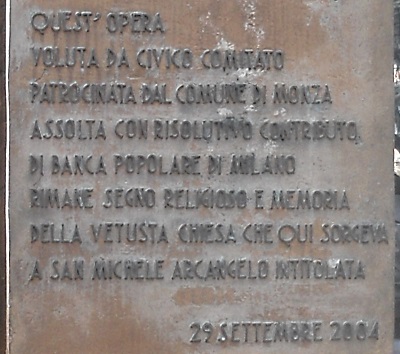 QUEST' OPERA
VOLUTA DA CIVICO COMITATO
PATROCINATA DAL COMUNE DI MONZA
ASSOLTA CON RISOLUTIVO CONTRIBUTO
DI BANCA POPOLARE DI MILANO
RIMANE SEGNO RELIGIOSO E MEMORIA
DELLA VETUSTA CHIESA CHE QUI SORGEVA
A SAN MICHELE ARCANGELO INTITOLATA
29 SETTEMBRE 2004